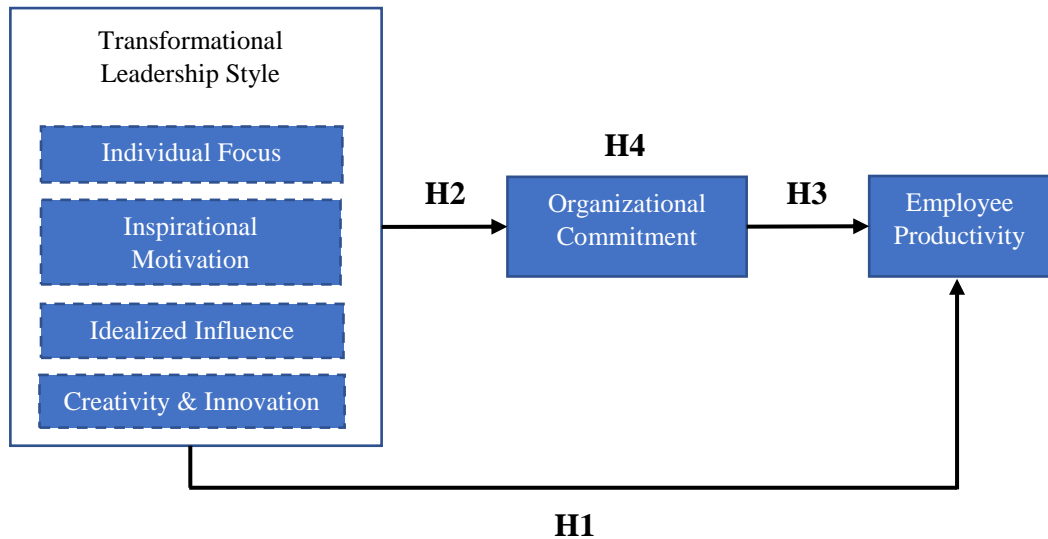 Transformational
Leadership Style
Individual Focus
Inspirational
Motivation
Idealized Influence
Creativity & Innovation
H2
H4
Organizational
Commitment
H3
Employee
Productivity
H1